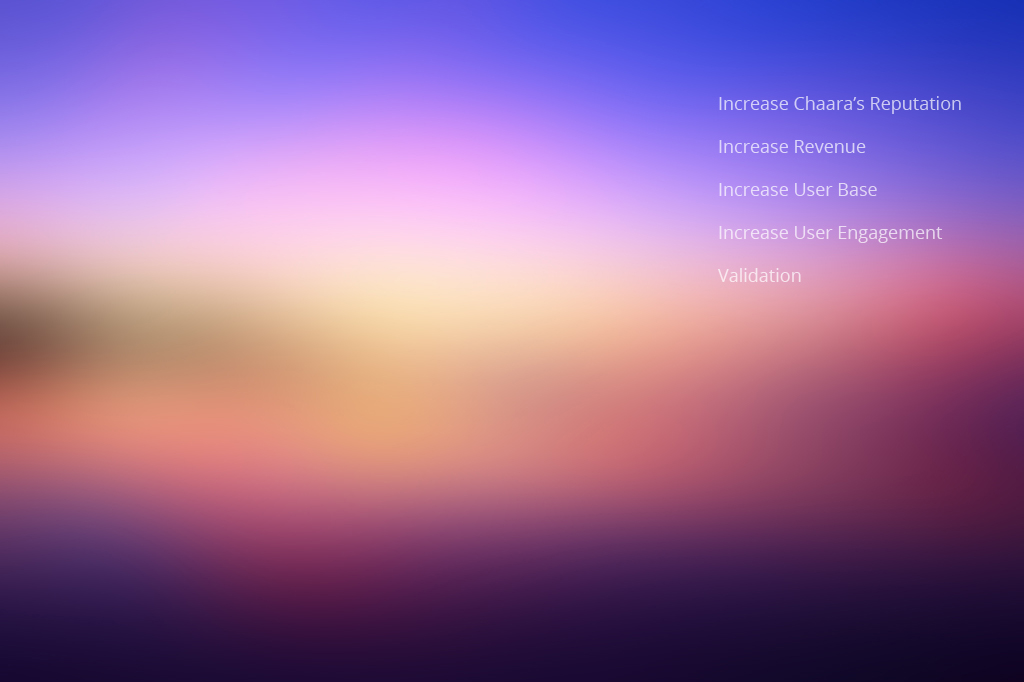 Increase Chaara’s Reputation
Increase Revenue
Increase User Base
Increase User Engagement
Validation